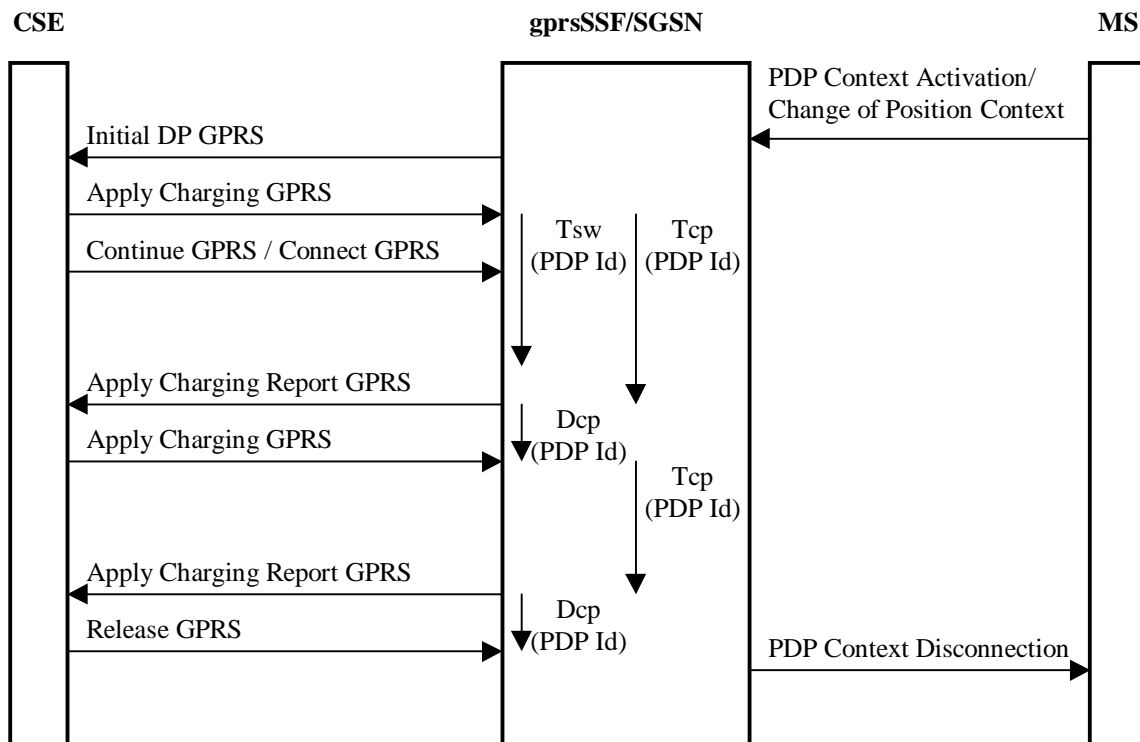 CSE
gprsSSF/SGSN
MS
PDP Context Activation/
Change of Position Context
Initial DP GPRS
Apply Charging GPRS
Continue GPRS / Connect GPRS
Tsw
(PDP Id)
Tcp
(PDP Id)
Apply Charging Report GPRS
Dcp
(PDP Id)
Apply Charging GPRS
Tcp
(PDP Id)
Apply Charging Report GPRS
Dcp
(PDP Id)
Release GPRS
PDP Context Disconnection